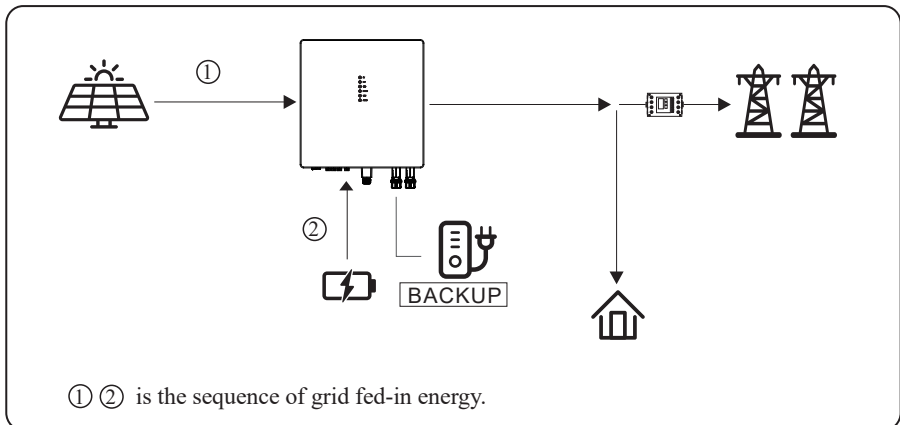 ①
②
BACKUP
① ② is the sequence of grid fed-in energy.